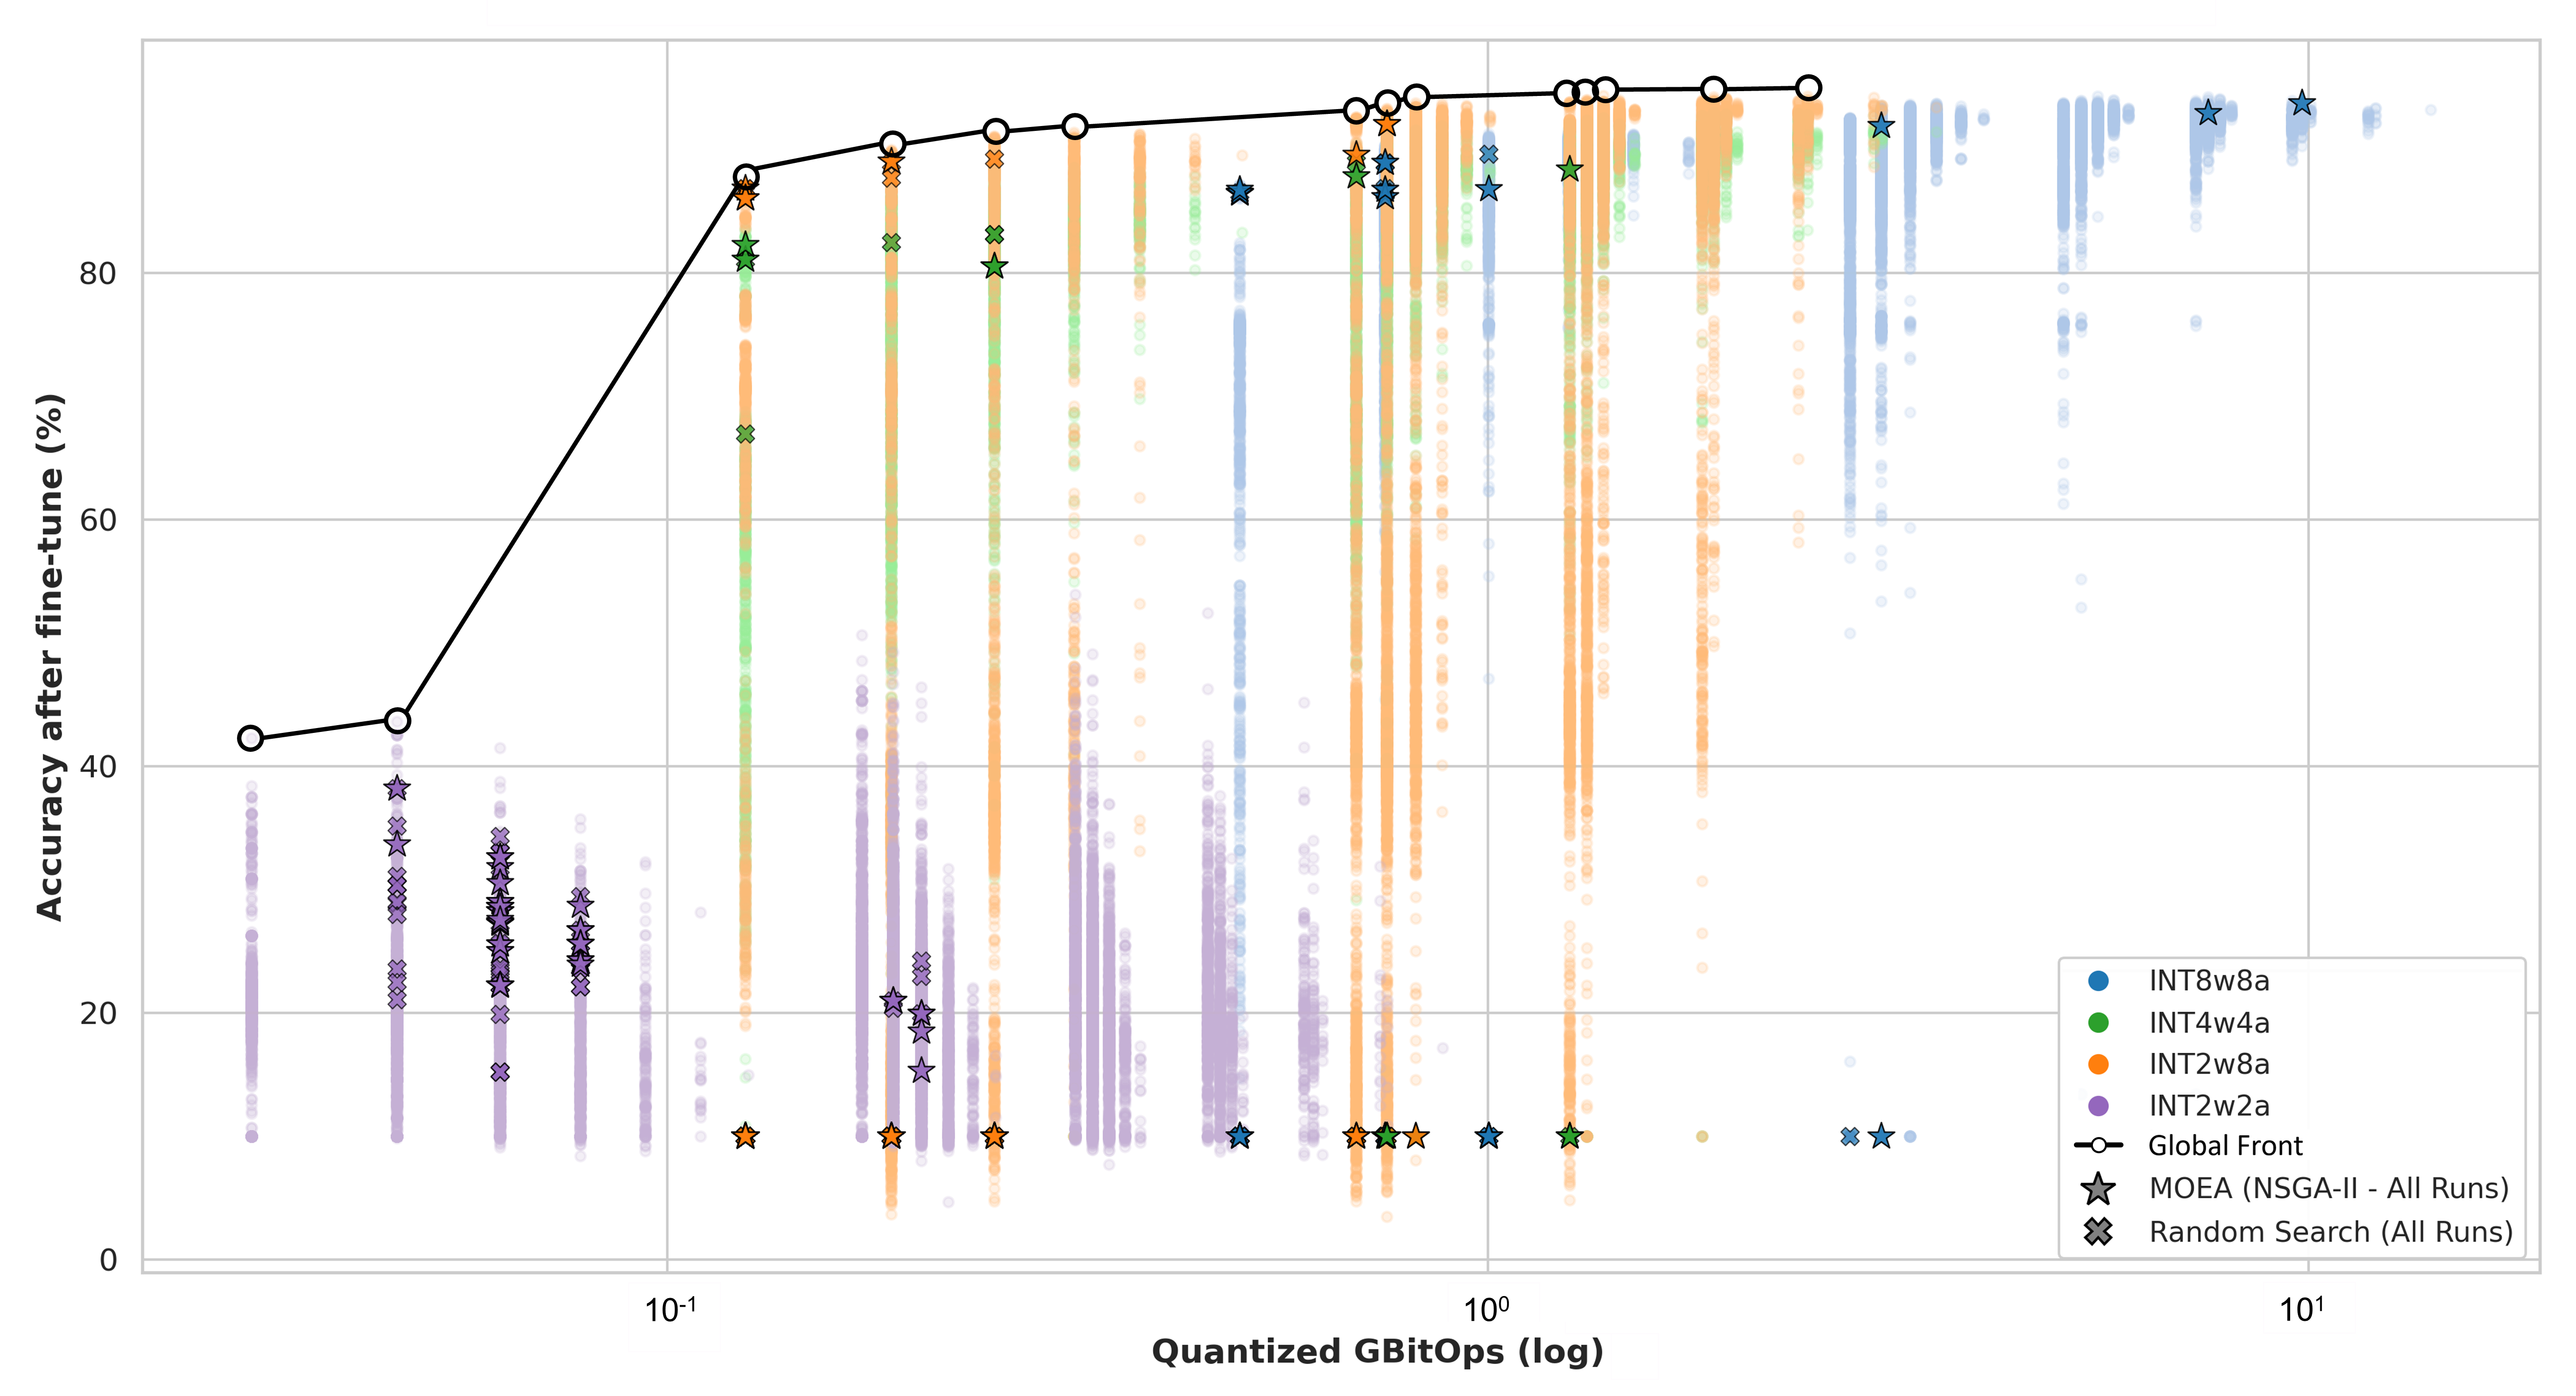 Accuracy after fine-tune (%)
80
60
40
20
0
10-1
100
101
Quantized GBitOps (log)
INT8w8a
INT4w4a
INT2w8a
INT2w2a
Global Front
MOEA (NSGA-II - All Runs)
Random Search (All Runs)